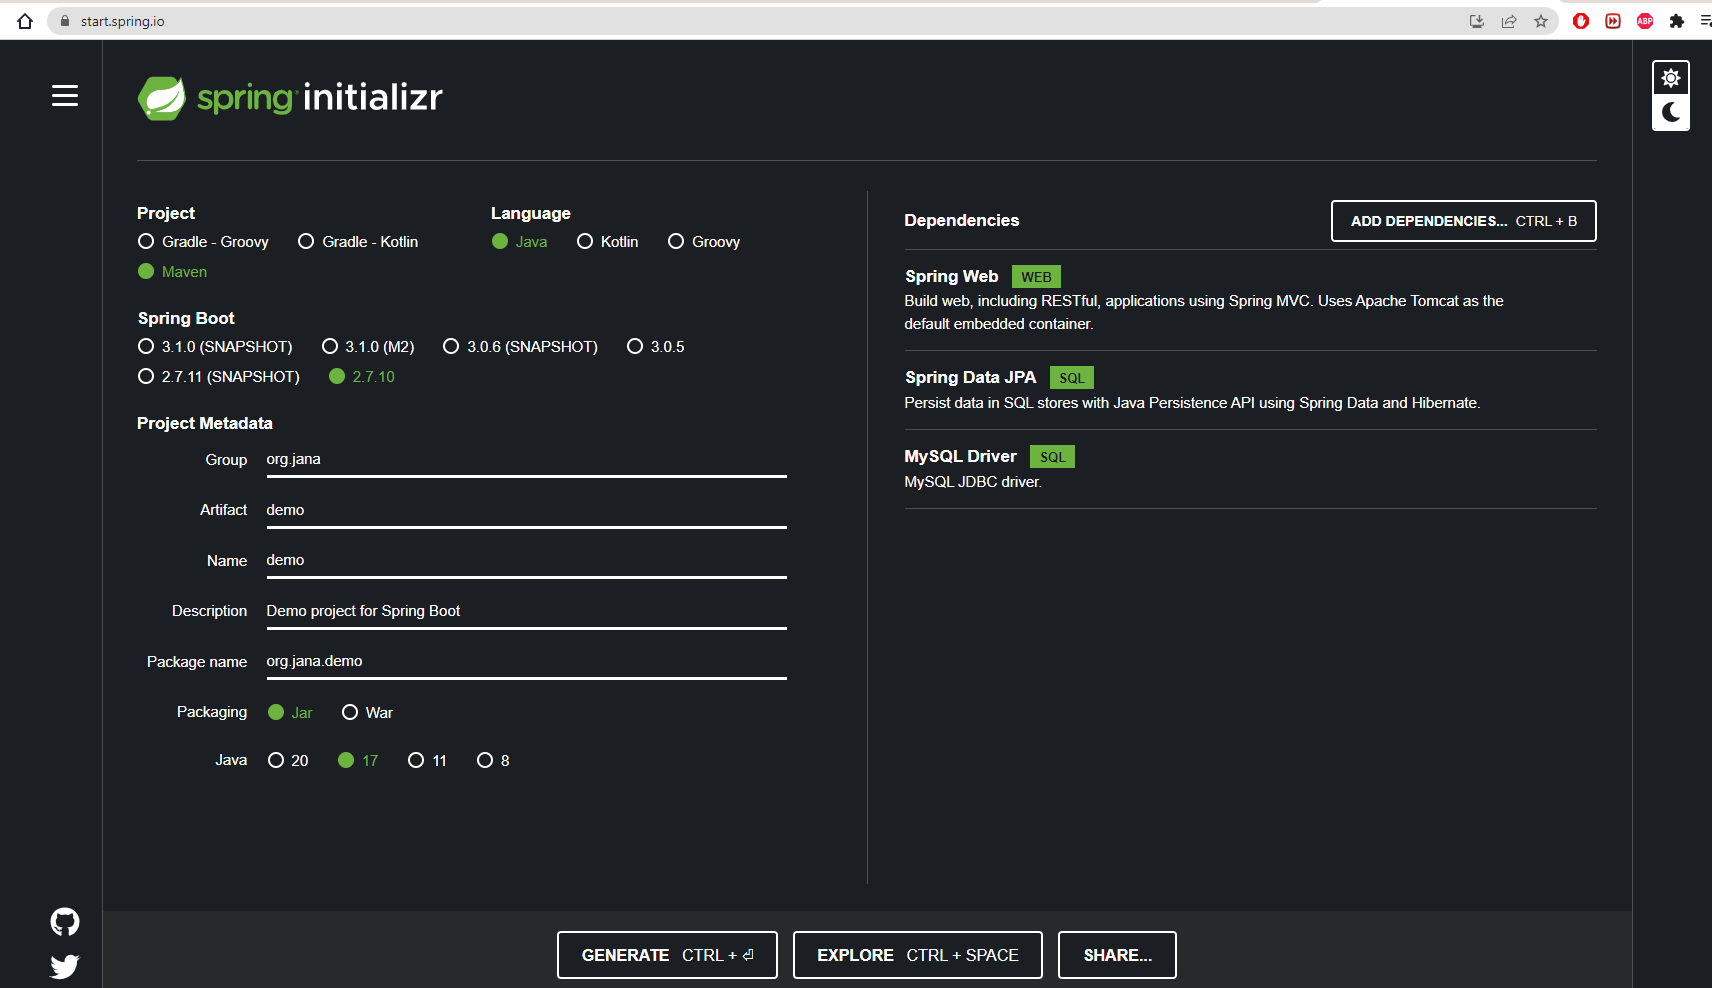 start.spring.io
ABP
spring initializr
Project
Gradle - Groovy Gradle - Kotlin
Maven
Language
Java Kotlin Groovy
Spring Boot
3.1.0 (SNAPSHOT) 3.1.0 (M2) 3.0.6 (SNAPSHOT) 3.0.5
2.7.11 (SNAPSHOT) 2.7.10
Project Metadata
Group org.jana
Artifact demo
Name demo
Description Demo project for Spring Boot
Package name org.jana.demo
Packaging Jar War
Java 20 17 11 8
Dependencies
ADD DEPENDENCIES... CTRL + B
Spring Web WEB
Build web, including RESTful, applications using Spring MVC. Uses Apache Tomcat as the
default embedded container.
Spring Data JPA SQL
Persist data in SQL stores with Java Persistence API using Spring Data and Hibernate.
MySQL Driver SQL
MySQL JDBC driver.
GENERATE CTRL + ⏎
EXPLORE CTRL + SPACE
SHARE...